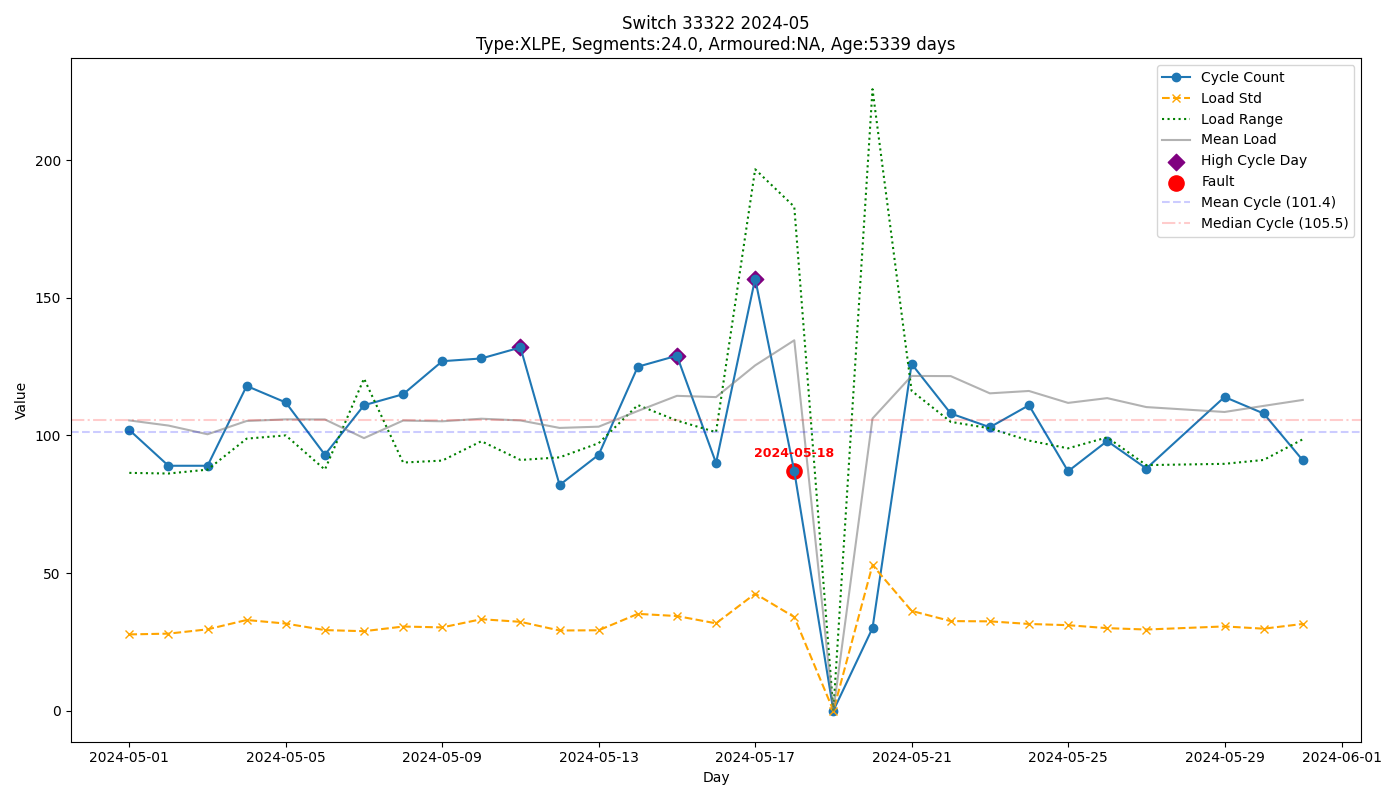 Switch 33322 2024-05
Type:XLPE, Segments:24.0, Armoured:NA, Age:5339 days
Cycle Count
Load Std
Load Range
Mean Load
High Cycle Day
Fault
Mean Cycle (101.4)
Median Cycle (105.5)
Value
200
150
100
50
0
2024-05-18
2024-05-01
2024-05-05
2024-05-09
2024-05-13
2024-05-17
2024-05-21
2024-05-25
2024-05-29
2024-06-01
Day